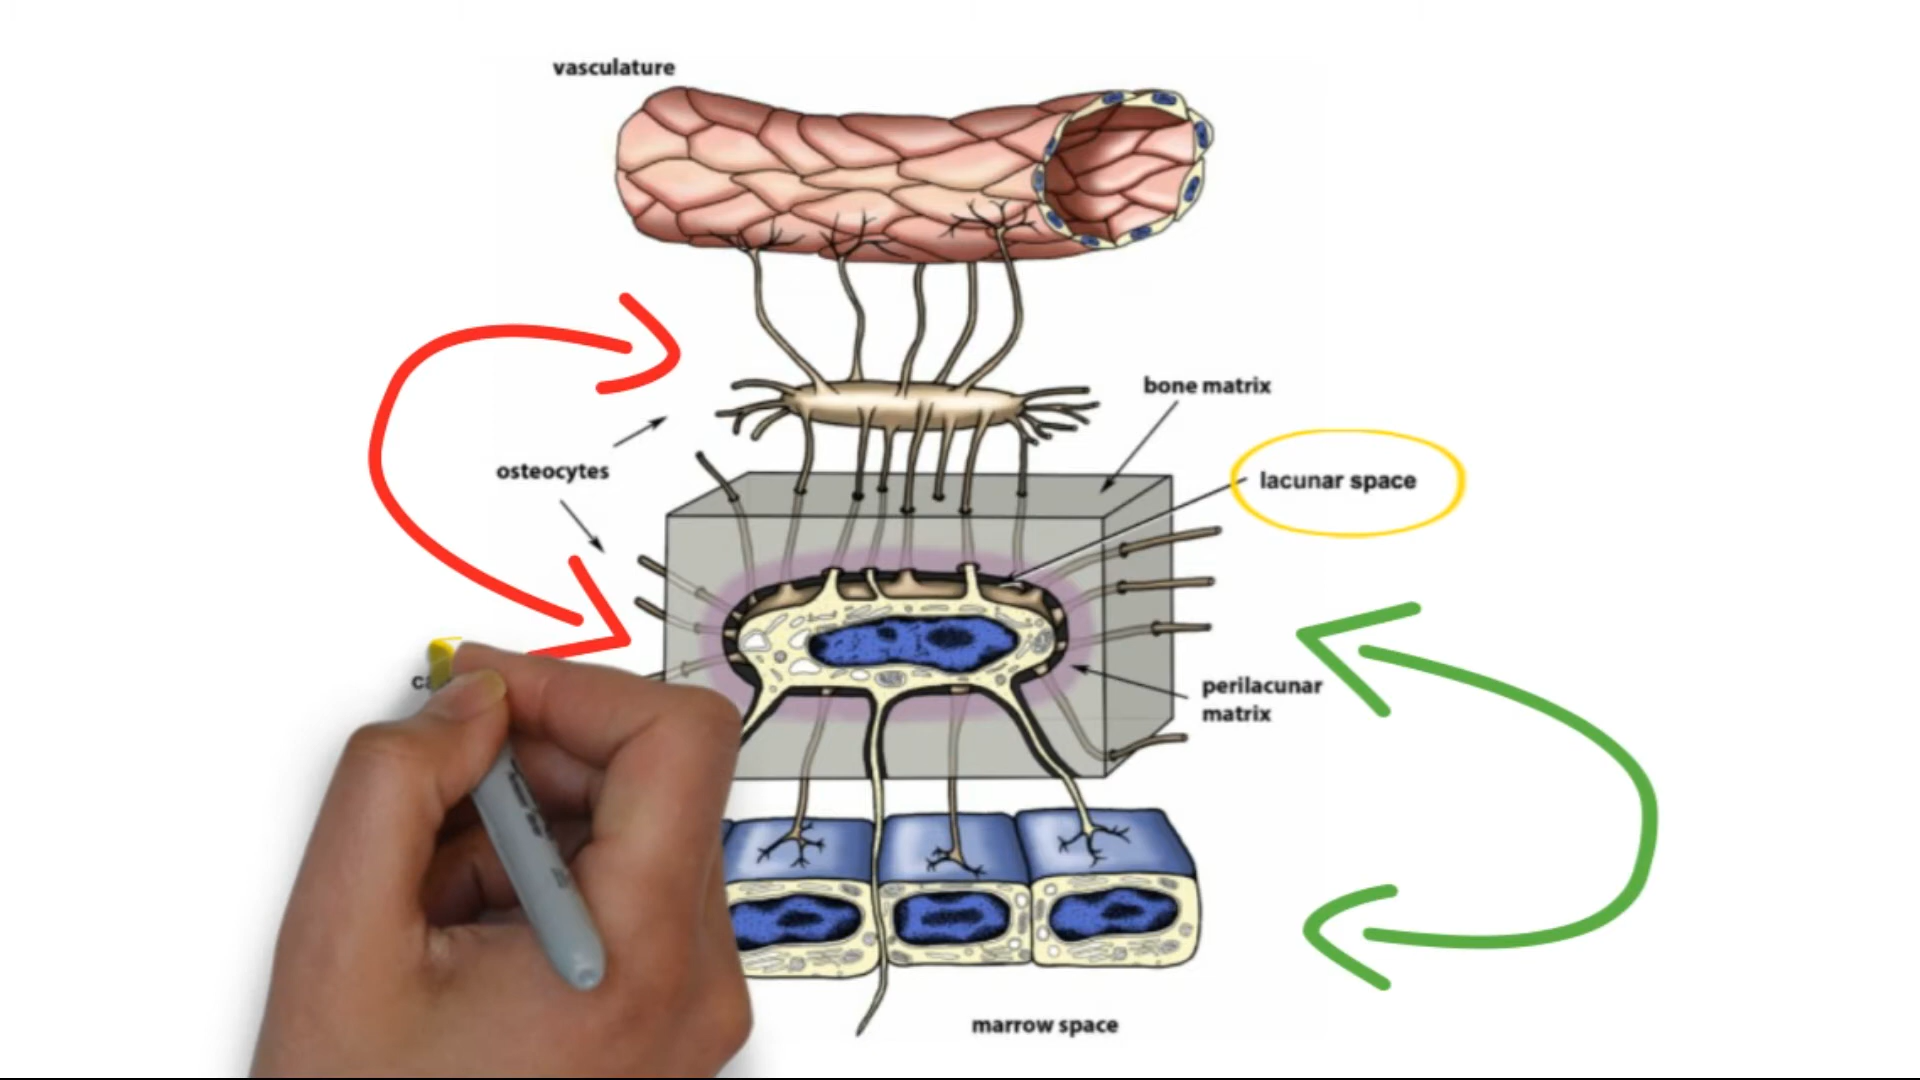 vasculature
bone matrix
osteocytes
lacunar space
perilacunar
matrix
marrow space